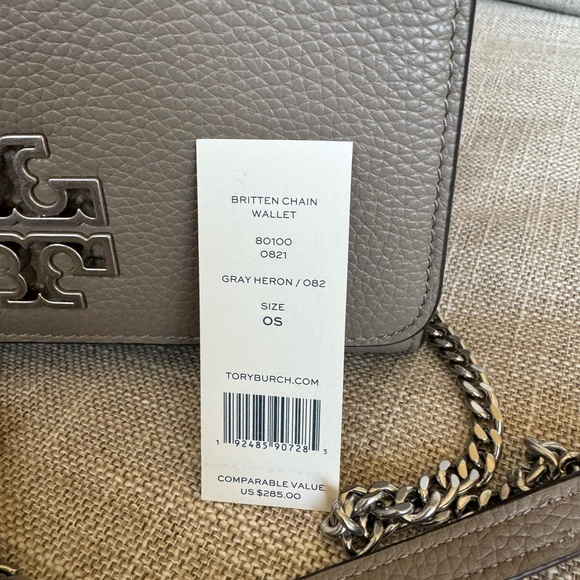 BRITTEN CHAIN
WALLET
80100
0821
GRAY HERON / 082
SIZE
OS
TORYBURCH.COM
1 92485 90728 5
COMPARABLE VALUE
US $285.00